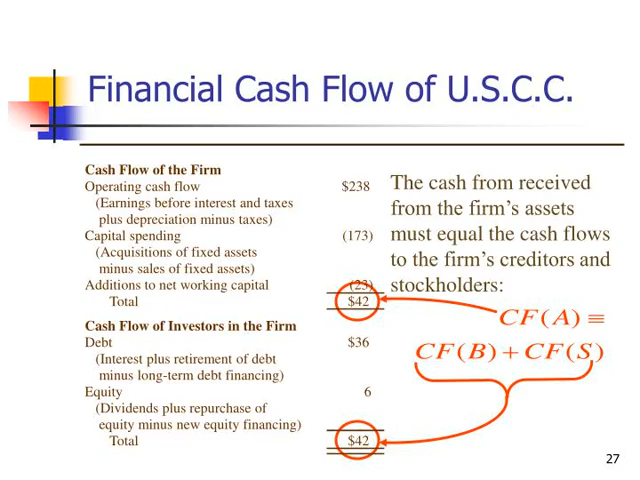 Financial Cash Flow of U.S.C.C.
Cash Flow of the Firm
Operating cash flow $238
(Earnings before interest and taxes
plus depreciation minus taxes)
Capital spending (173)
(Acquisitions of fixed assets
minus sales of fixed assets)
Additions to net working capital (23)
Total $42
Cash Flow of Investors in the Firm
Debt $36
(Interest plus retirement of debt
minus long-term debt financing)
Equity 6
(Dividends plus repurchase of
equity minus new equity financing)
Total $42
The cash from received
from the firm’s assets
must equal the cash flows
to the firm’s creditors and
stockholders:
CF(A) ≡
CF(B) + CF(S)
27